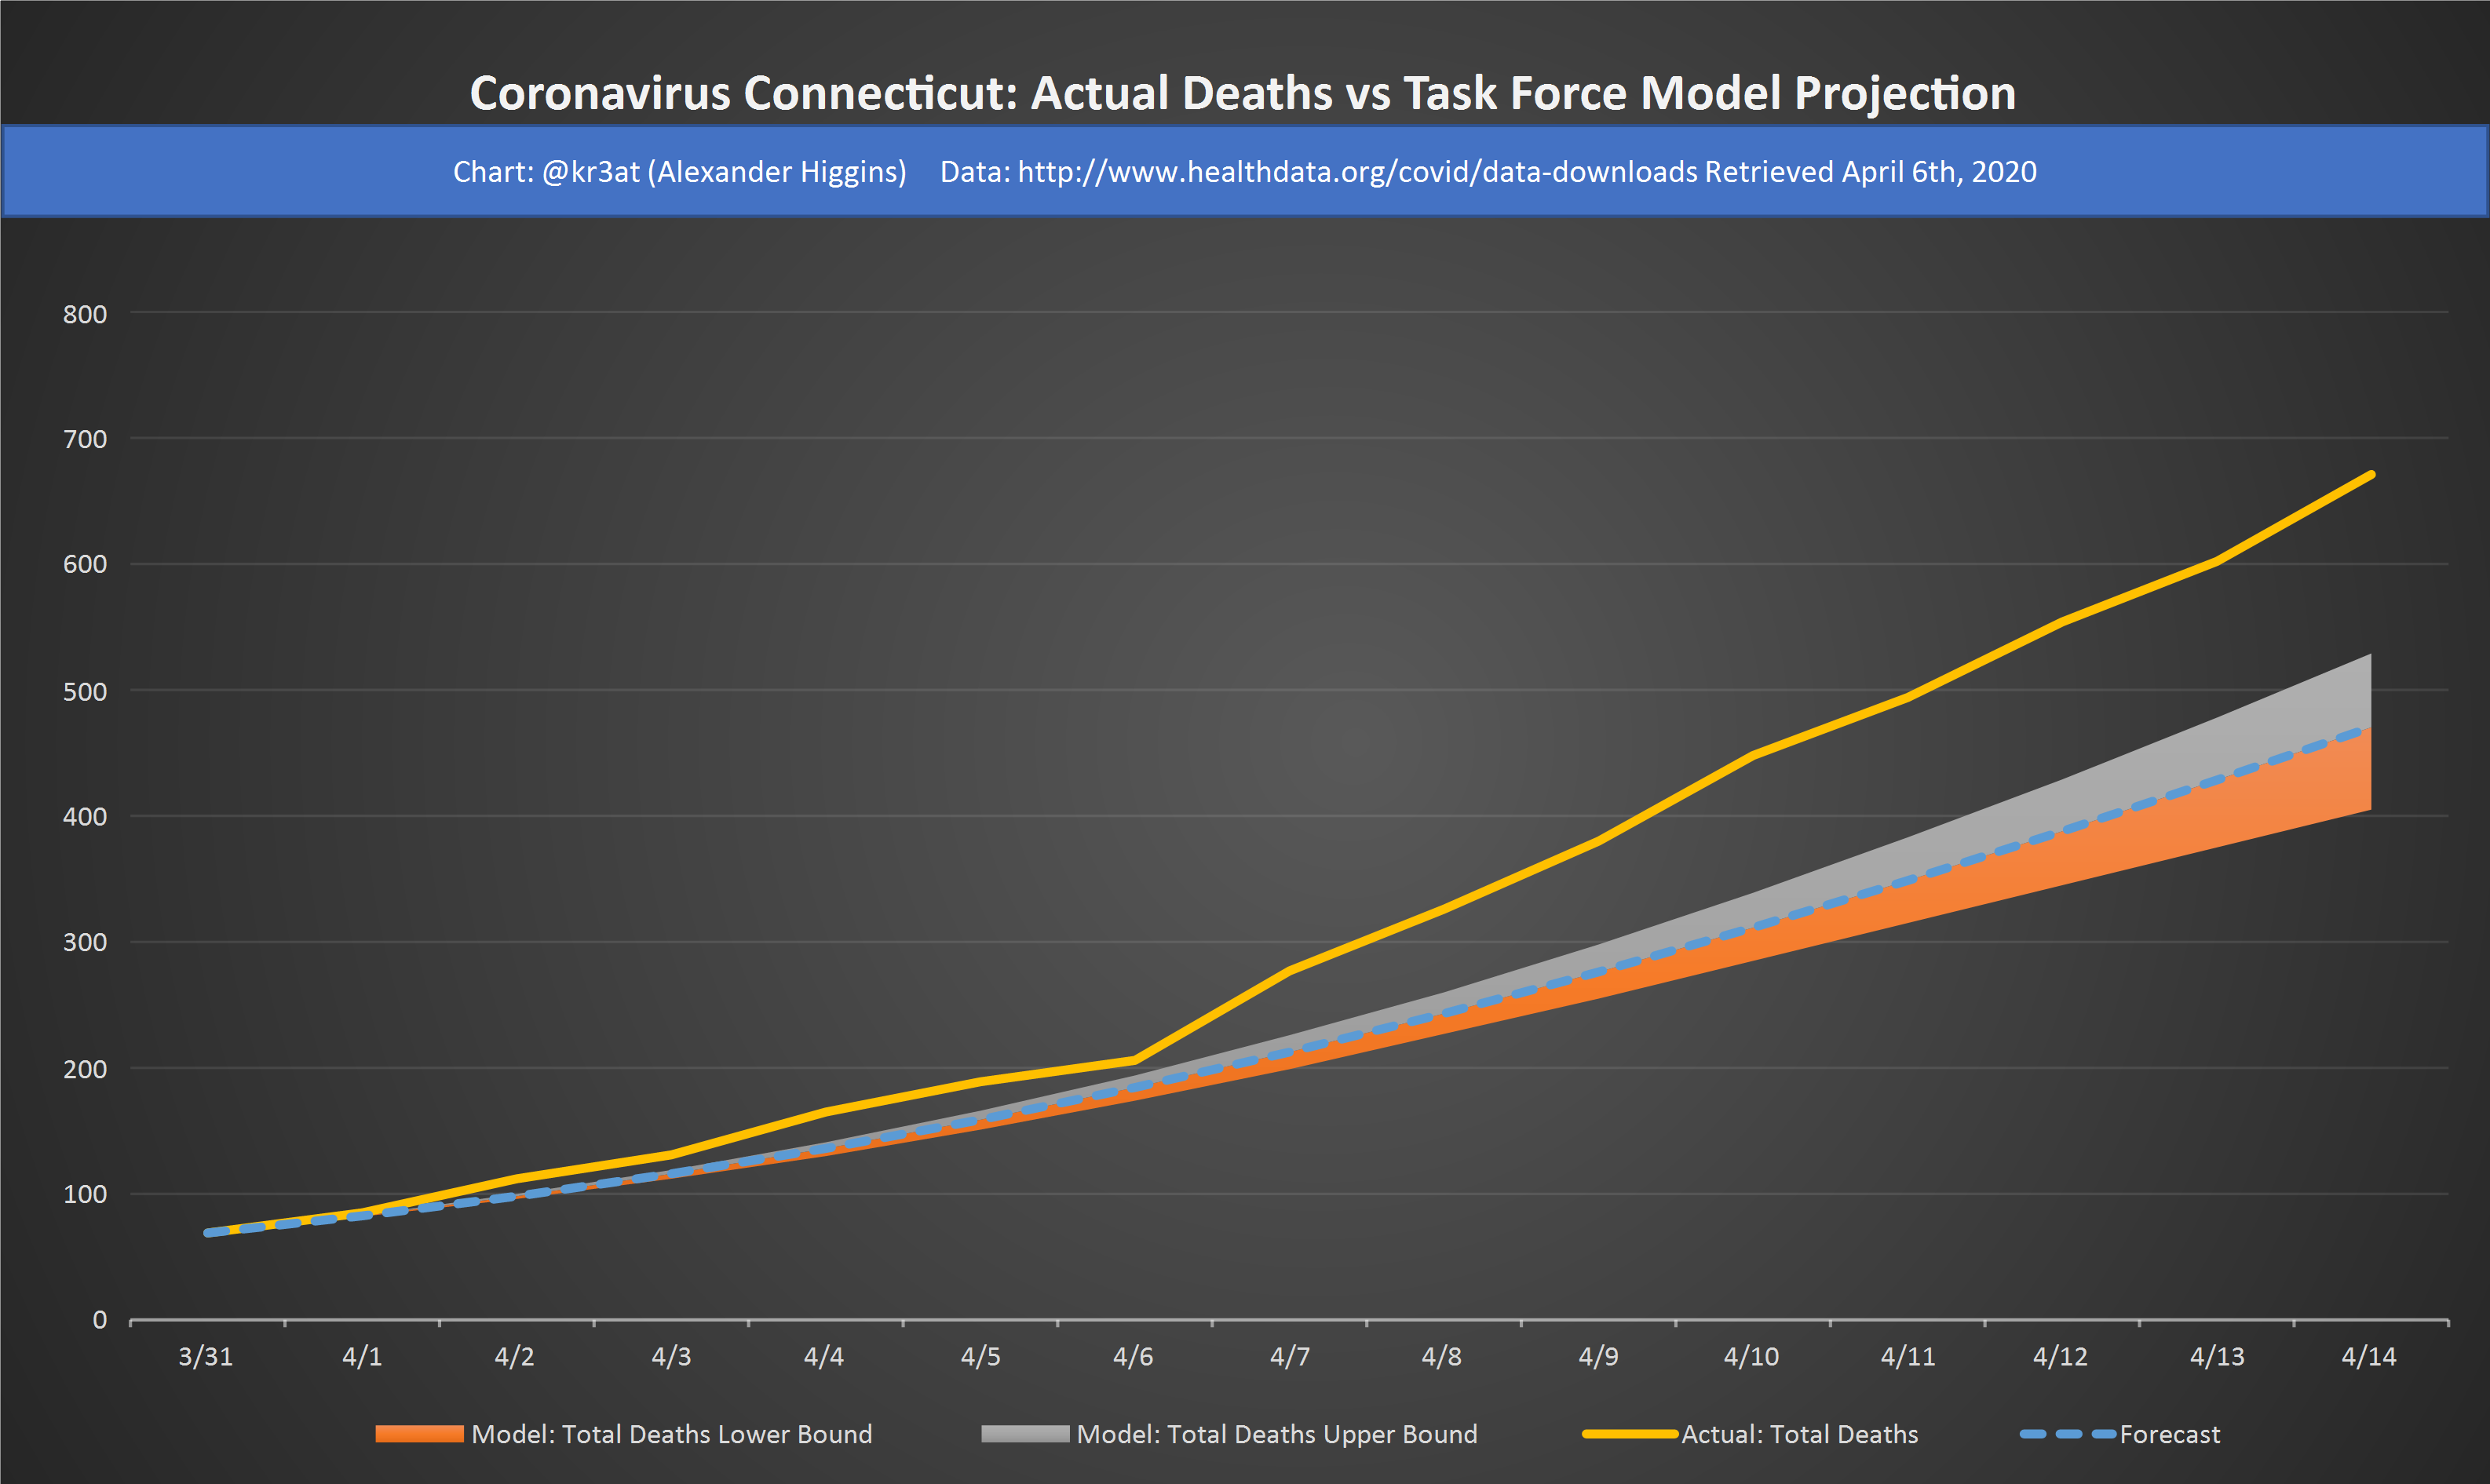 Coronavirus Connecticut: Actual Deaths vs Task Force Model Projection
Chart: @kr3at (Alexander Higgins) Data: http://www.healthdata.org/covid/data-downloads Retrieved April 6th, 2020
800
700
600
500
400
300
200
100
0
3/31 4/1 4/2 4/3 4/4 4/5 4/6 4/7 4/8 4/9 4/10 4/11 4/12 4/13 4/14
Model: Total Deaths Lower Bound Model: Total Deaths Upper Bound Actual: Total Deaths Forecast